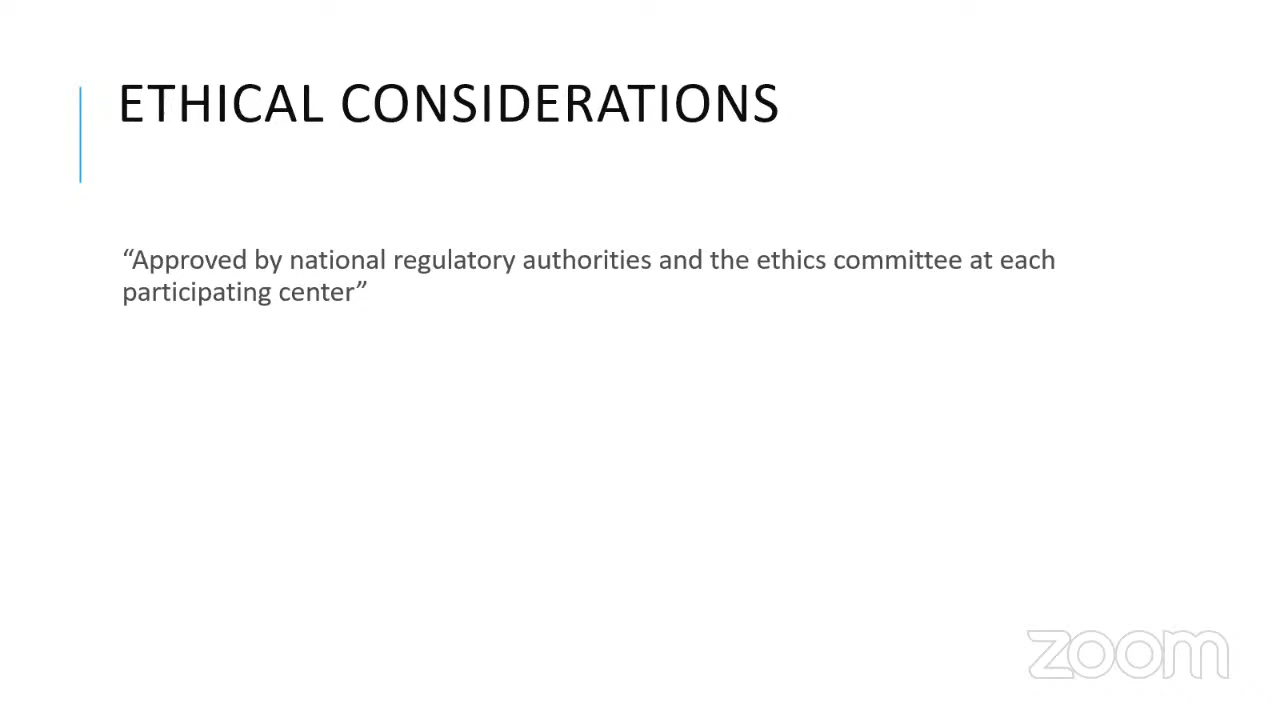 ETHICAL CONSIDERATIONS
“Approved by national regulatory authorities and the ethics committee at each
participating center”
zoom